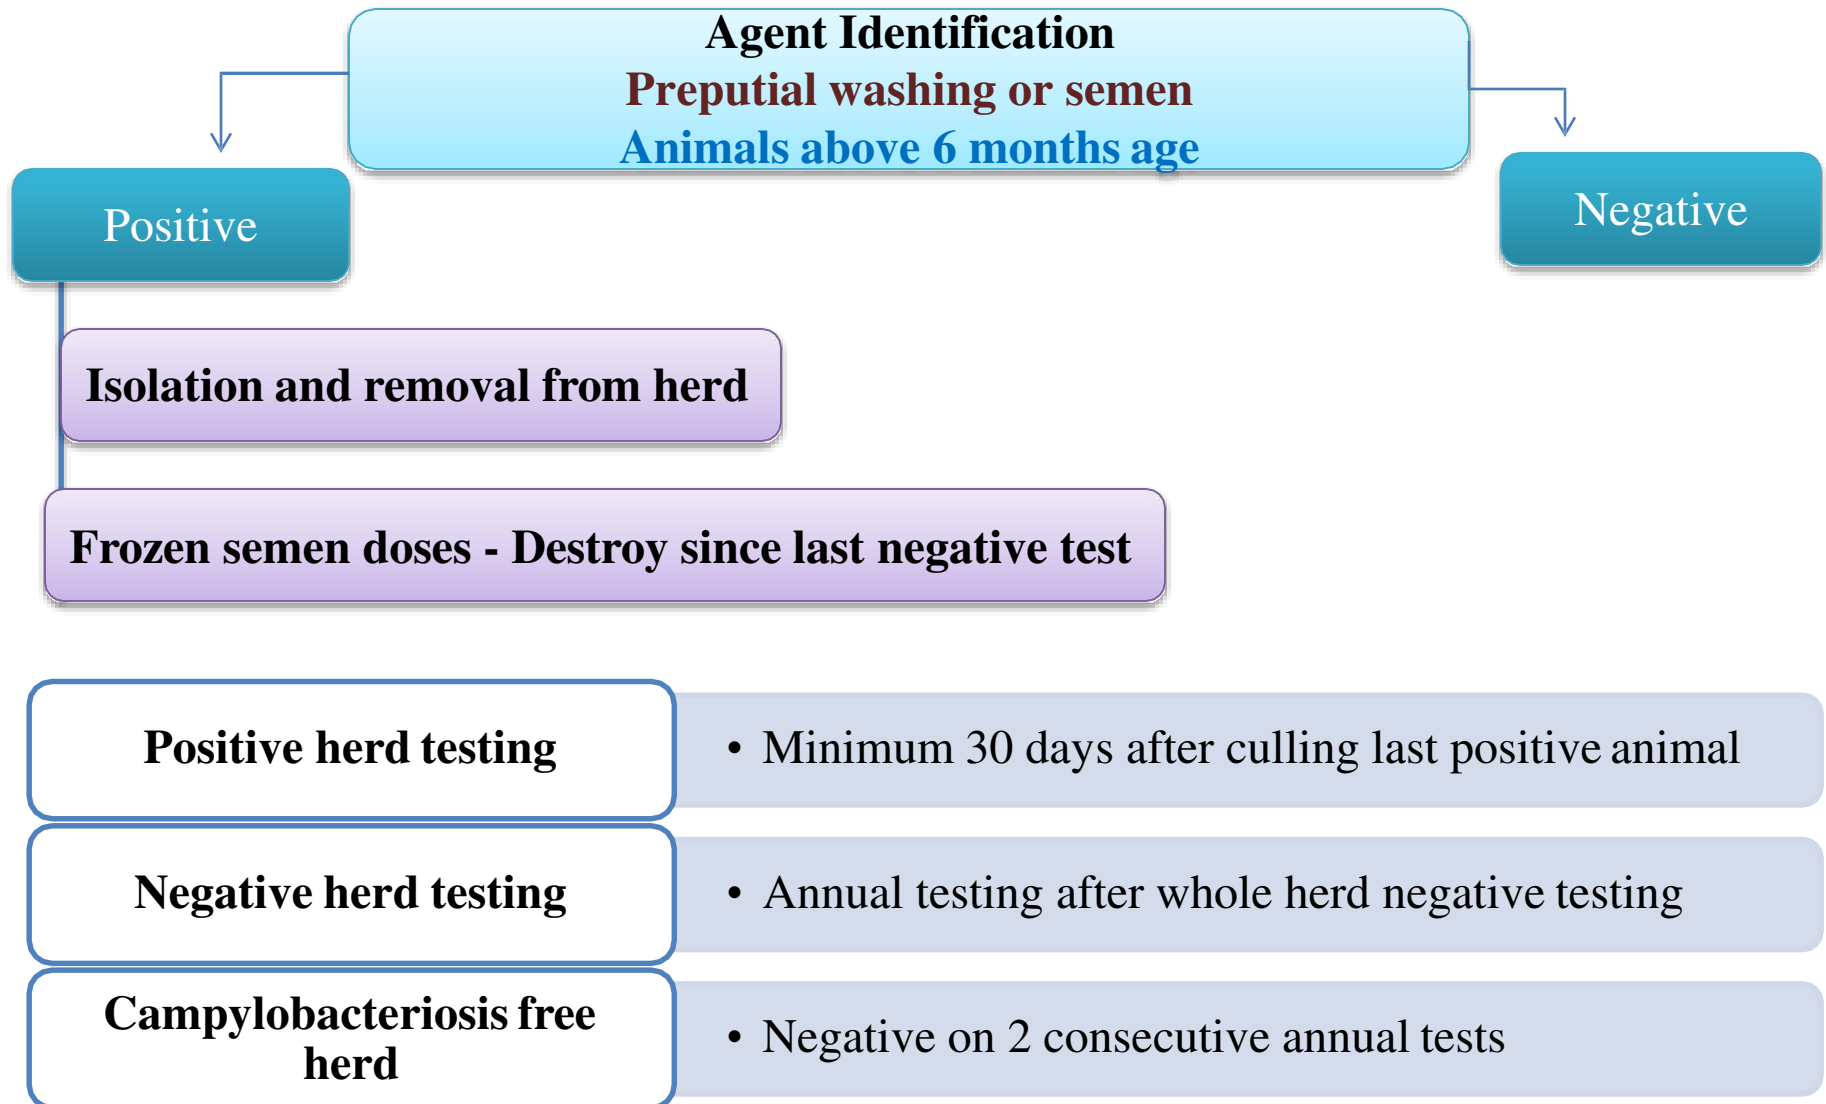 Agent Identification
Preputial washing or semen
Animals above 6 months age
Positive
Negative
Isolation and removal from herd
Frozen semen doses - Destroy since last negative test
Positive herd testing
• Minimum 30 days after culling last positive animal
Negative herd testing
• Annual testing after whole herd negative testing
Campylobacteriosis free
herd
• Negative on 2 consecutive annual tests